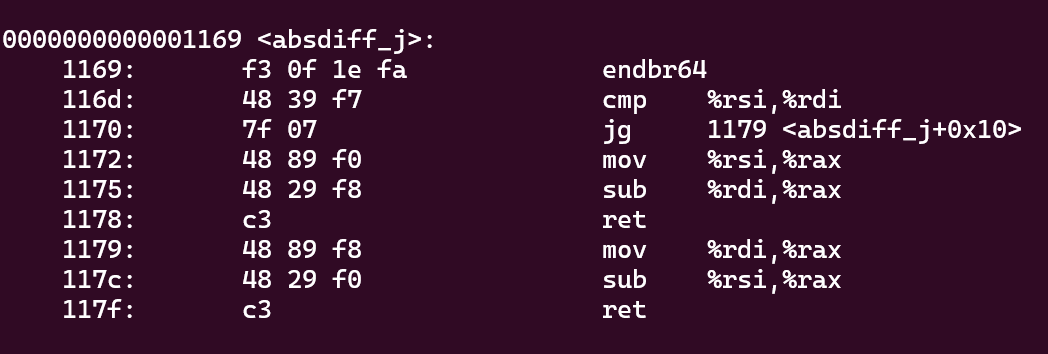 0000000000001169 <absdiff_j>:
    1169:       f3 0f 1e fa             endbr64
    116d:       48 39 f7                cmp    %rsi,%rdi
    1170:       7f 07                   jg     1179 <absdiff_j+0x10>
    1172:       48 89 f0                mov    %rsi,%rax
    1175:       48 29 f8                sub    %rdi,%rax
    1178:       c3                      ret
    1179:       48 89 f8                mov    %rdi,%rax
    117c:       48 29 f0                sub    %rsi,%rax
    117f:       c3                      ret